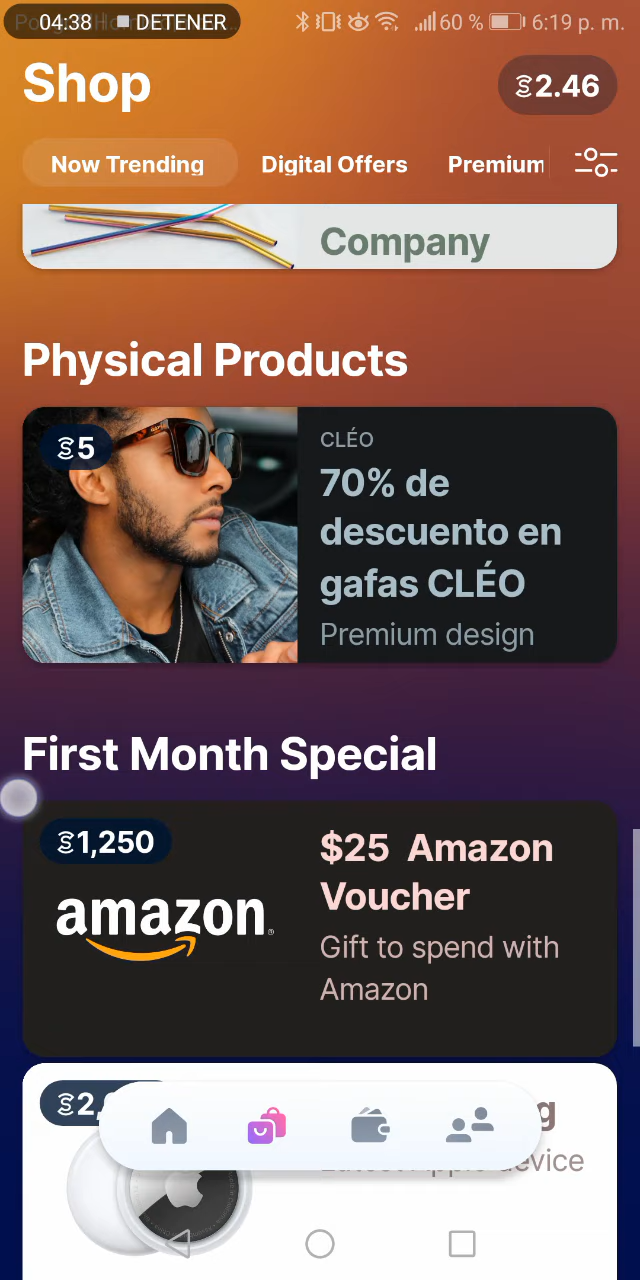 04:38 DETENER
60 % 6:19 p. m.
Shop
2.46
Now Trending
Digital Offers
Premium
Company
Physical Products
5
CLÉO
70% de
descuento en
gafas CLÉO
Premium design
First Month Special
1,250
amazon
$25 Amazon
Voucher
Gift to spend with
Amazon
2,
g
device